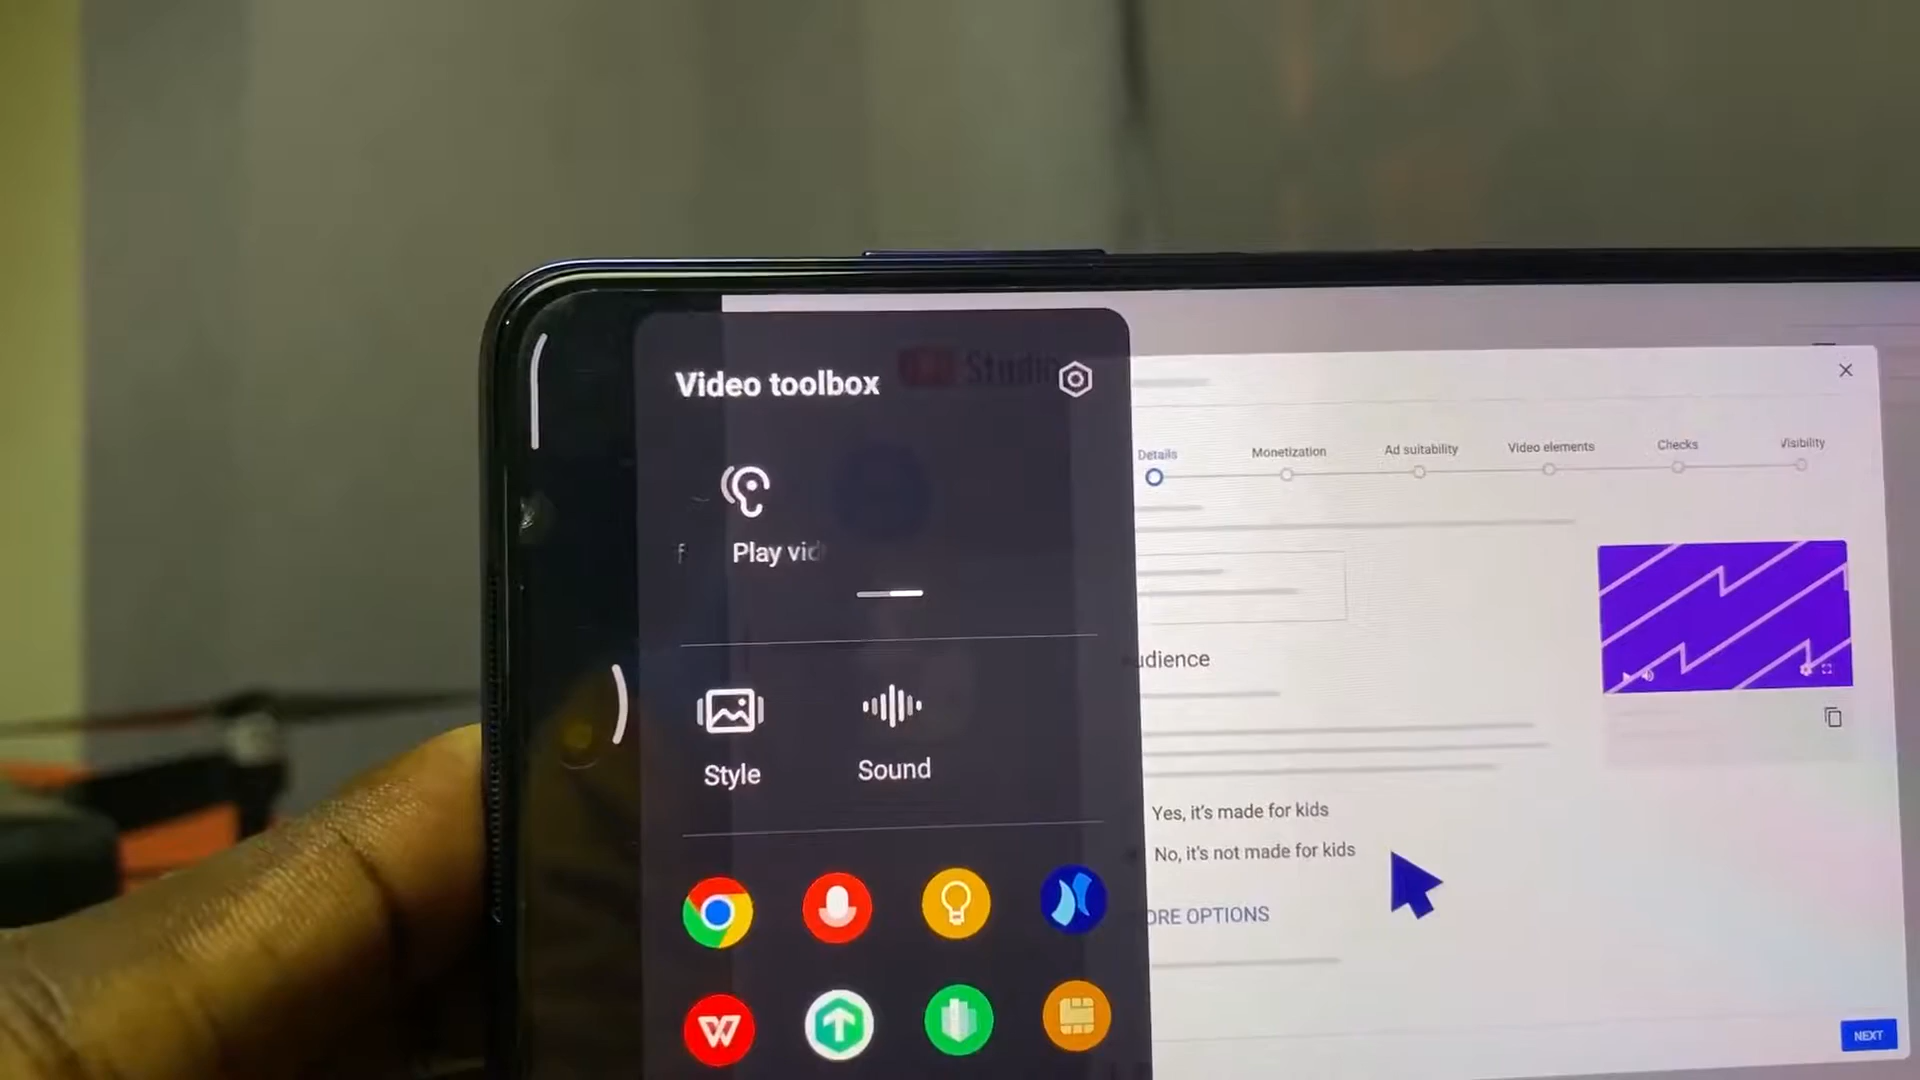 Video toolbox
Studio
f
Play vid
Style
Sound
Details
Monetization
Ad suitability
Video elements
Checks
Visibility
udience
Yes, it's made for kids
No, it's not made for kids
ORE OPTIONS
NEXT